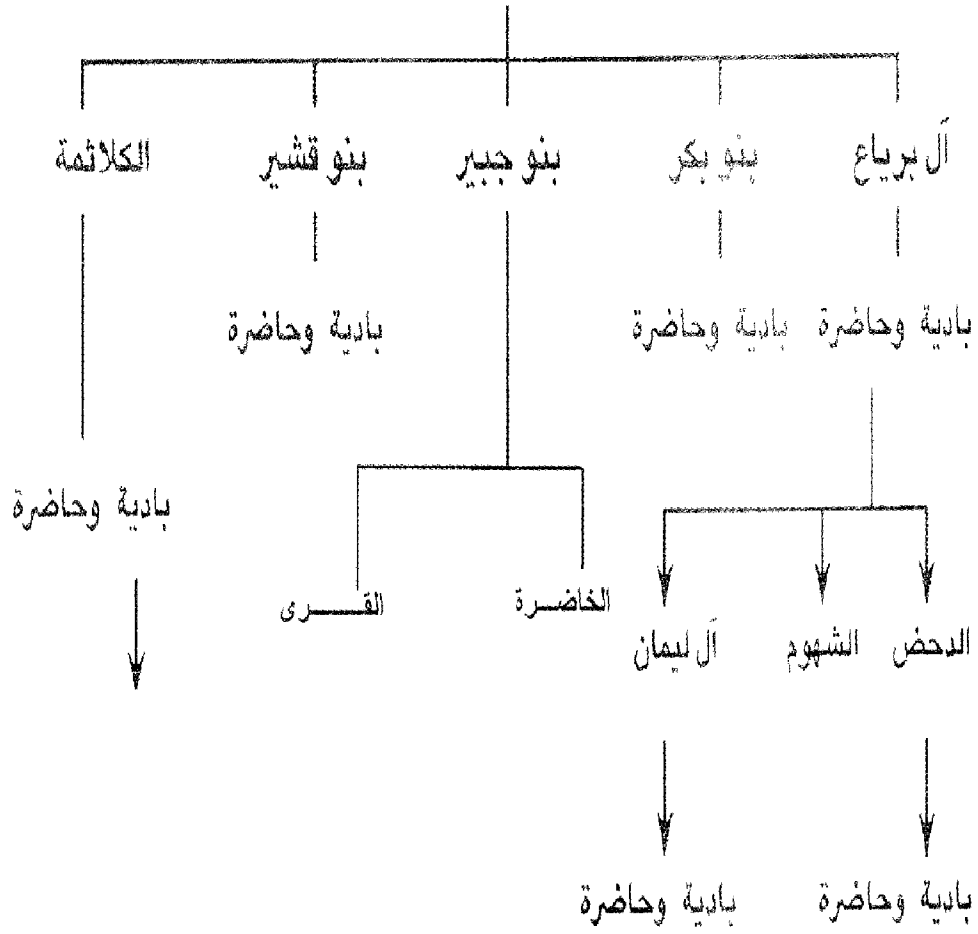 آل برياع بنو بكر بنو جبير بنو قشير الكلاثمة
بادية وحاضرة بادية وحاضرة بادية وحاضرة
بادية وحاضرة
الخاضرة القرى
الدحض الشهوم آل ليمان
بادية وحاضرة بادية وحاضرة